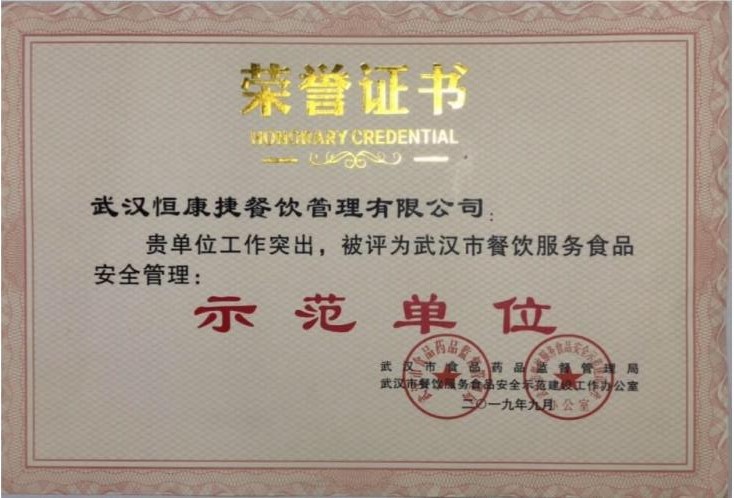 荣誉证书
HONORARY CREDENTIAL
武汉恒康捷餐饮管理有限公司：
贵单位工作突出，被评为武汉市餐饮服务食品
安全管理：
示范单位
武汉市食品药品监督管理局
武汉市餐饮服务食品安全示范建设工作办公室
二〇一九年九月